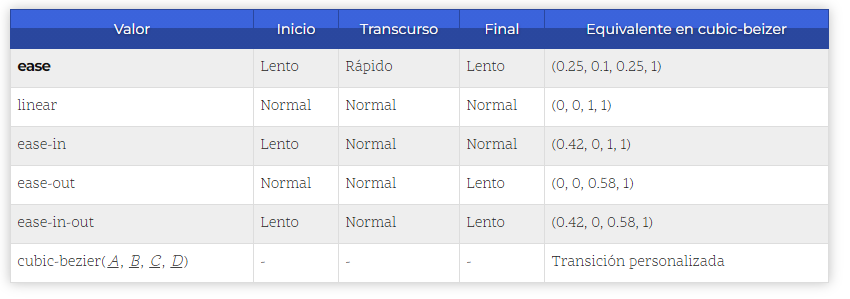 Valor Inicio Transcurso Final Equivalente en cubic-beizer
ease Lento Rápido Lento (0.25, 0.1, 0.25, 1)
linear Normal Normal Normal (0, 0, 1, 1)
ease-in Lento Normal Normal (0.42, 0, 1, 1)
ease-out Normal Normal Lento (0, 0, 0.58, 1)
ease-in-out Lento Normal Lento (0.42, 0, 0.58, 1)
cubic-bezier(A, B, C, D) - - - Transición personalizada